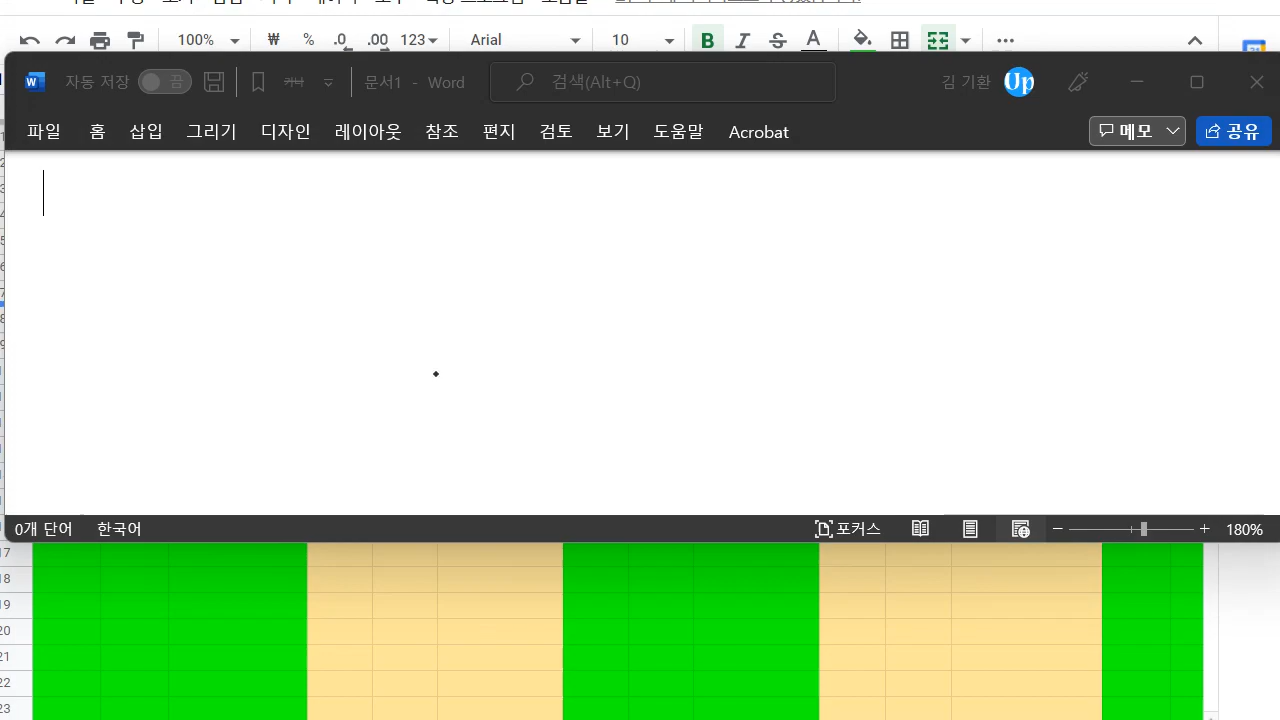 100% ₩ % .0 .00 123 Arial 10 B I S A
자동 저장 끔 가나 문서1 - Word 검색(Alt+Q) 김 기환 Up
파일 홈 삽입 그리기 디자인 레이아웃 참조 편지 검토 보기 도움말 Acrobat 메모 공유
0개 단어 한국어 포커스 180%
17
18
19
20
21
22
23